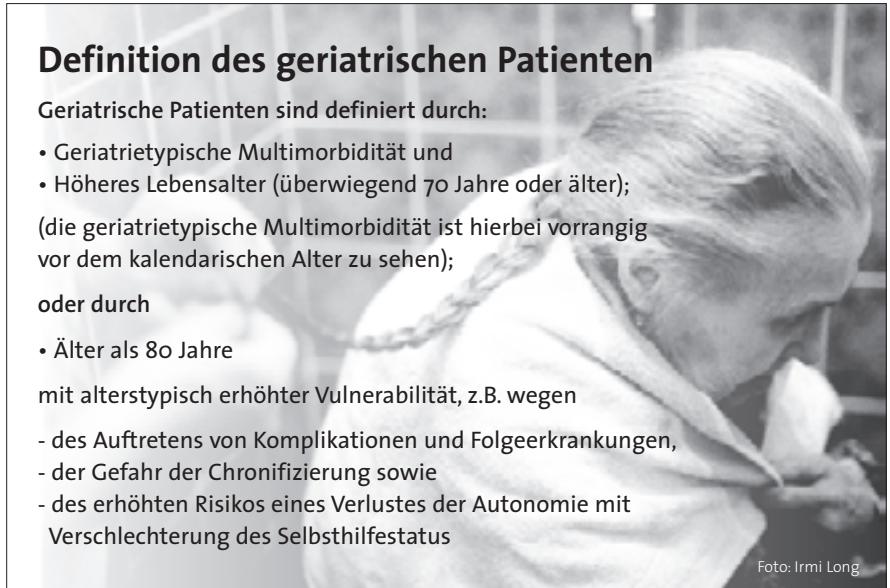 Definition des geriatrischen Patienten
Geriatrische Patienten sind definiert durch:
• Geriatrietypische Multimorbidität und
• Höheres Lebensalter (überwiegend 70 Jahre oder älter);
(die geriatrietypische Multimorbidität ist hierbei vorrangig
vor dem kalendarischen Alter zu sehen);
oder durch
• Älter als 80 Jahre
mit alterstypisch erhöhter Vulnerabilität, z.B. wegen
- des Auftretens von Komplikationen und Folgeerkrankungen,
- der Gefahr der Chronifizierung sowie
- des erhöhten Risikos eines Verlustes der Autonomie mit
Verschlechterung des Selbsthilfestatus
Foto: Irmi Long